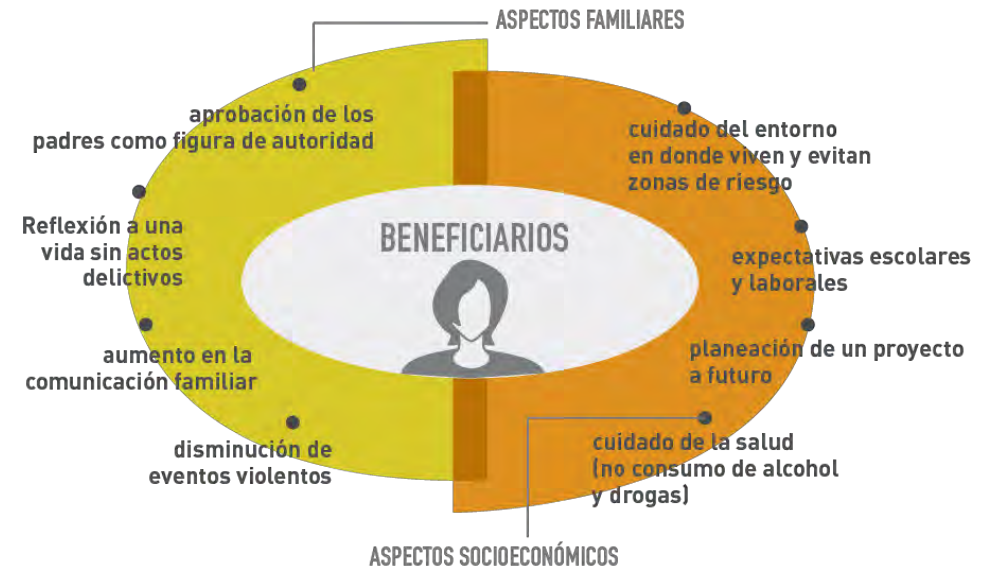 ASPECTOS FAMILIARES
aprobación de los
padres como figura de autoridad
Reflexión a una
vida sin actos
delictivos
aumento en la
comunicación familiar
disminución de
eventos violentos
BENEFICIARIOS
cuidado del entorno
en donde viven y evitan
zonas de riesgo
expectativas escolares
y laborales
planeación de un proyecto
a futuro
cuidado de la salud
(no consumo de alcohol
y drogas)
ASPECTOS SOCIOECONÓMICOS